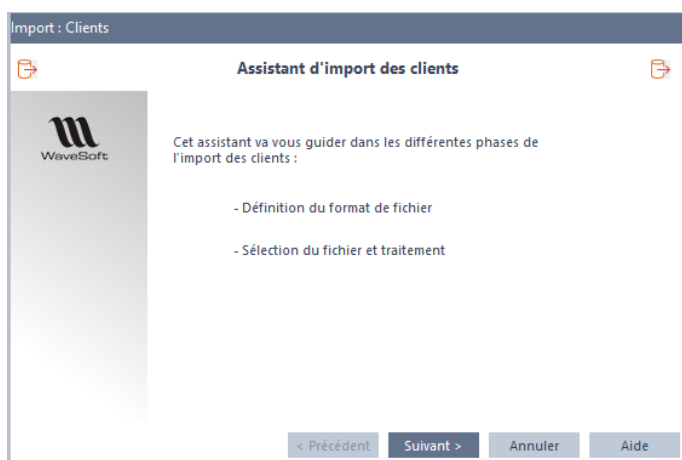 Import : Clients
Assistant d'import des clients
WaveSoft
Cet assistant va vous guider dans les différentes phases de
l'import des clients :
- Définition du format de fichier
- Sélection du fichier et traitement
< Précédent
Suivant >
Annuler
Aide